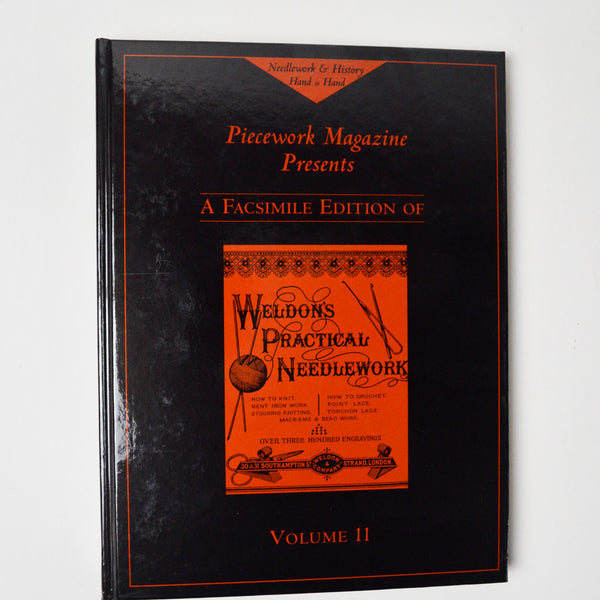 Needlework & History
Hand in Hand
Piecework Magazine
Presents
A FACSIMILE EDITION OF
WELDON'S
PRACTICAL
NEEDLEWORK
HOW TO KNIT,
BENT IRON WORK,
STOCKING KNITTING,
HOW TO CROCHET,
POINT LACE,
TORCHON LACE,
MACRAME & BEAD WORK.
OVER THREE HUNDRED ENGRAVINGS
30 & 31 SOUTHAMPTON ST
WELDON
&
COMPANY
STRAND, LONDON
VOLUME 11